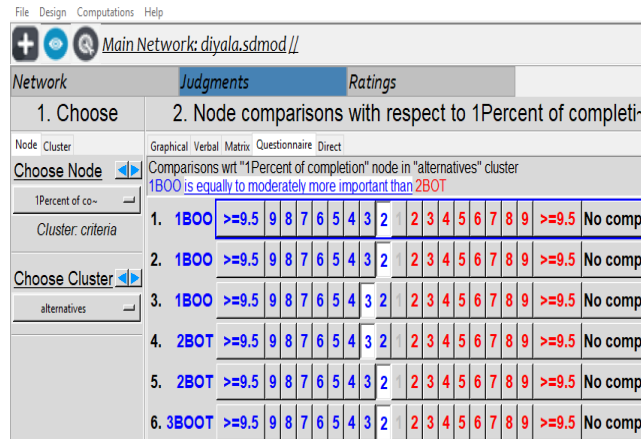 File Design Computations Help
Main Network: diyala.sdmod //
Network Judgments Ratings
1. Choose 2. Node comparisons with respect to 1Percent of completi~
Node Cluster Graphical Verbal Matrix Questionnaire Direct
Choose Node Comparisons wrt "1Percent of completion" node in "alternatives" cluster
1BOO is equally to moderately more important than 2BOT
1Percent of co~
Cluster: criteria
Choose Cluster
alternatives
1. 1BOO >=9.5 9 8 7 6 5 4 3 2 1 2 3 4 5 6 7 8 9 >=9.5 No comp
2. 1BOO >=9.5 9 8 7 6 5 4 3 2 1 2 3 4 5 6 7 8 9 >=9.5 No comp
3. 1BOO >=9.5 9 8 7 6 5 4 3 2 1 2 3 4 5 6 7 8 9 >=9.5 No comp
4. 2BOT >=9.5 9 8 7 6 5 4 3 2 1 2 3 4 5 6 7 8 9 >=9.5 No comp
5. 2BOT >=9.5 9 8 7 6 5 4 3 2 1 2 3 4 5 6 7 8 9 >=9.5 No comp
6. 3BOOT >=9.5 9 8 7 6 5 4 3 2 1 2 3 4 5 6 7 8 9 >=9.5 No comp